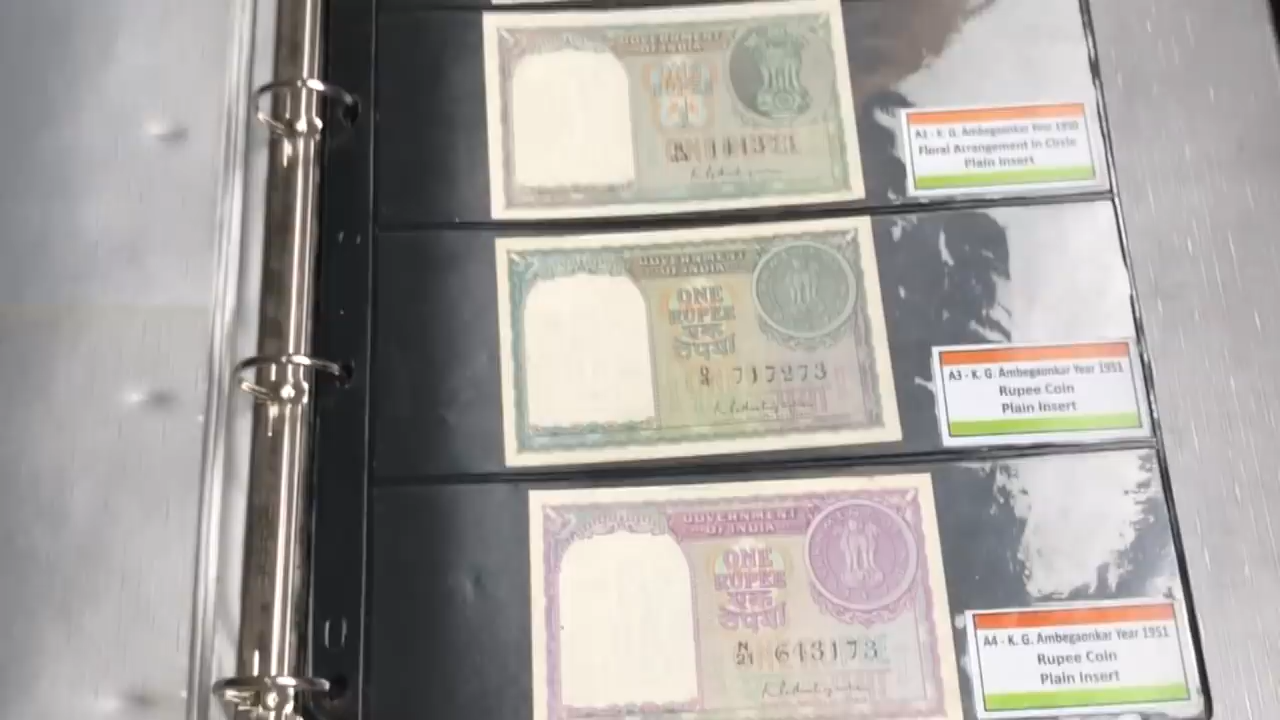 GOVERNMENT
OF INDIA
A1 - K. G. Ambegaonkar Year
Floral Arrangement in Circle
Plain Insert
GOVERNMENT
OF INDIA
ONE
RUPEE
एक
रुपया
717273
A3 - K. G. Ambegaonkar Year 1951
Rupee Coin
Plain Insert
GOVERNMENT
OF INDIA
ONE
RUPEE
एक
रुपया
N/21 643173
A4 - K. G. Ambegaonkar Year 1951
Rupee Coin
Plain Insert